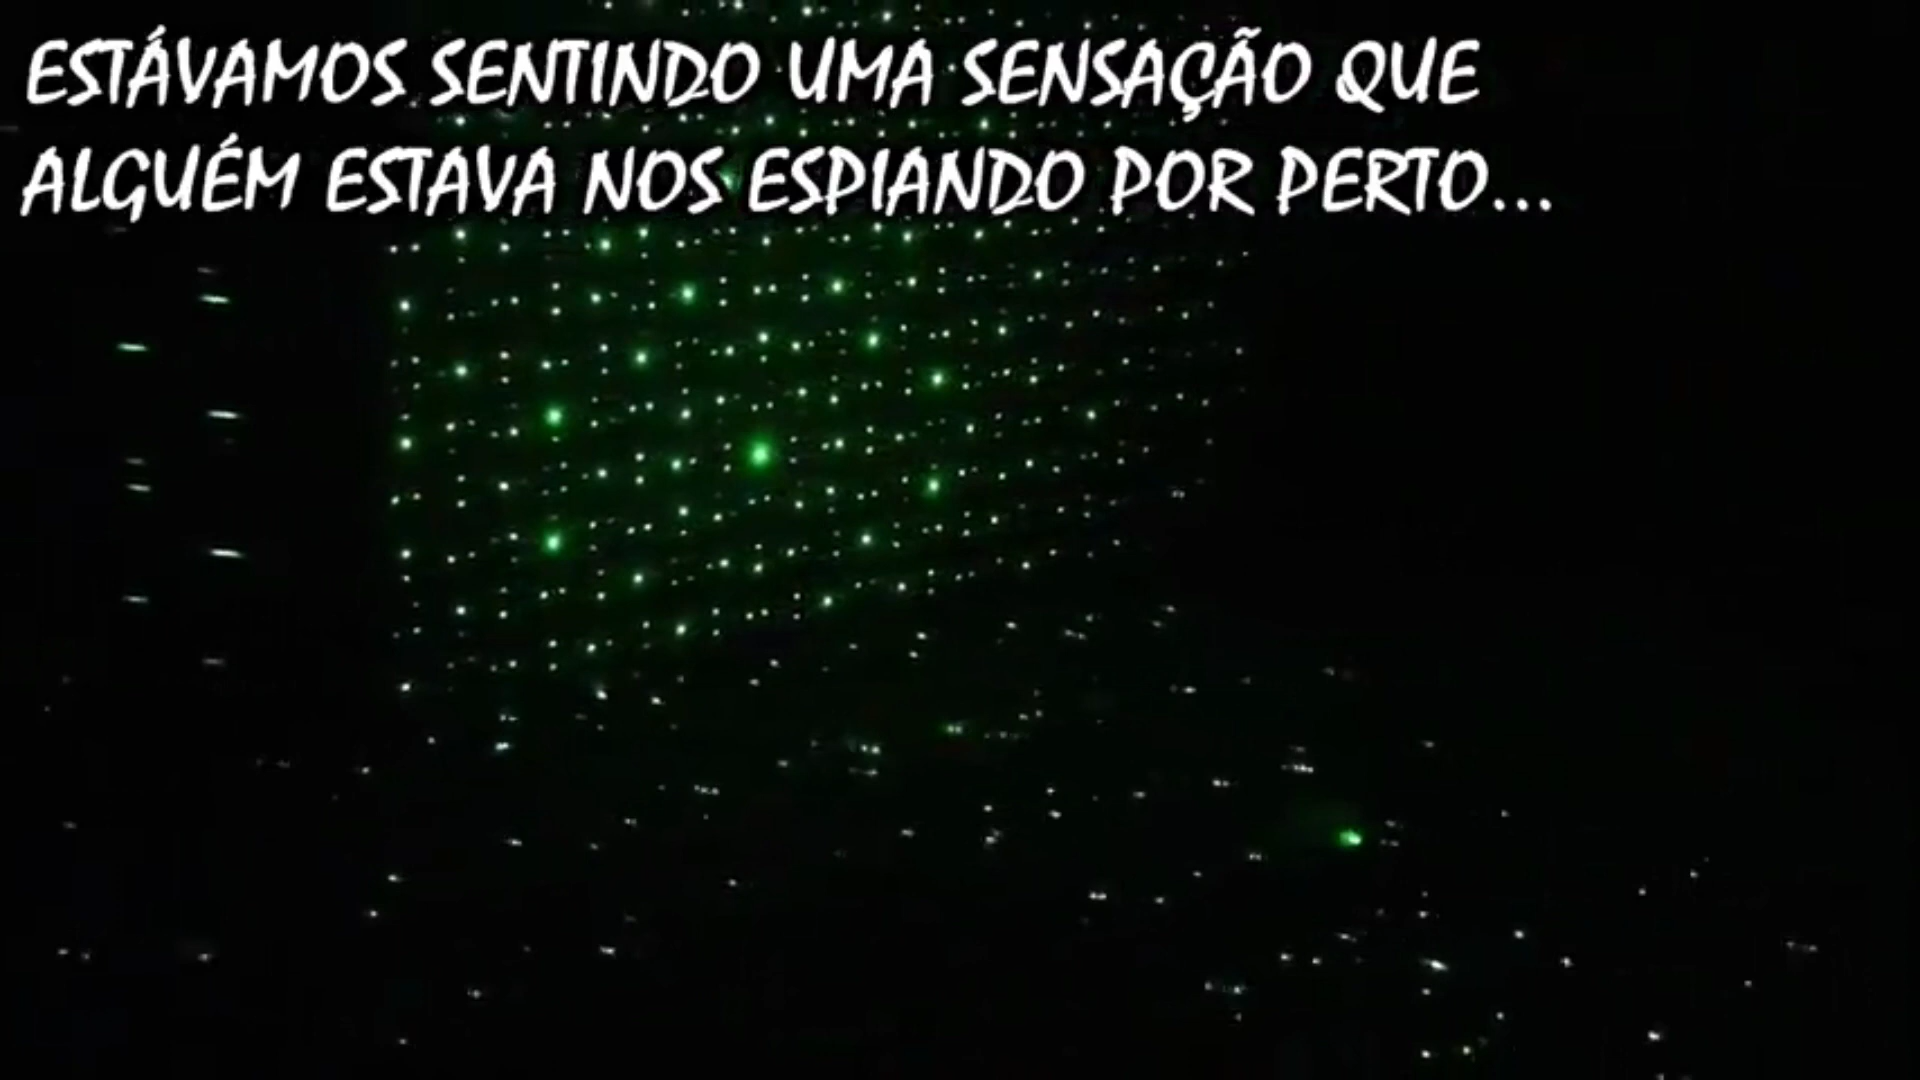 ESTÁVAMOS SENTINDO UMA SENSAÇÃO QUE
ALGUÉM ESTAVA NOS ESPIANDO POR PERTO...